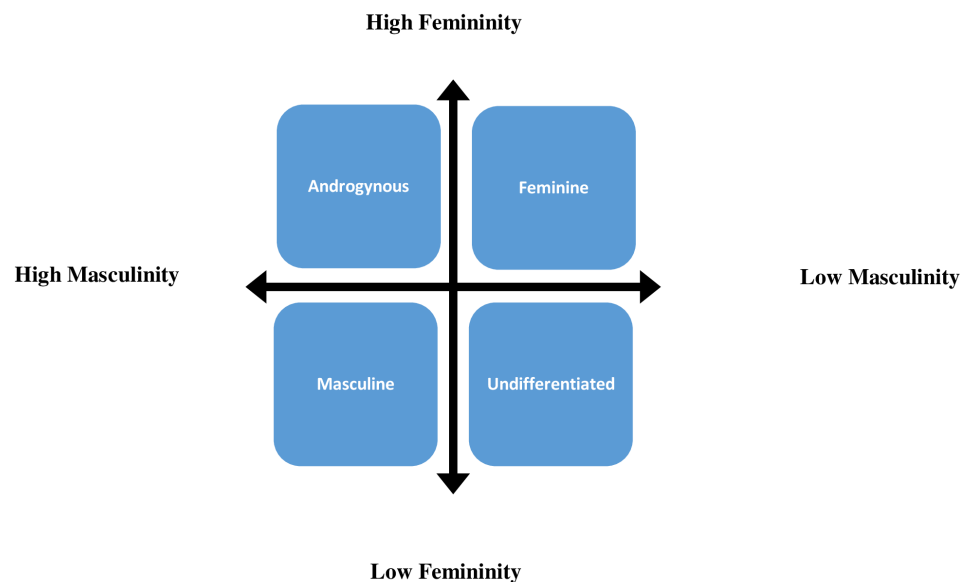 High Femininity
Androgynous
Feminine
High Masculinity
Low Masculinity
Masculine
Undifferentiated
Low Femininity